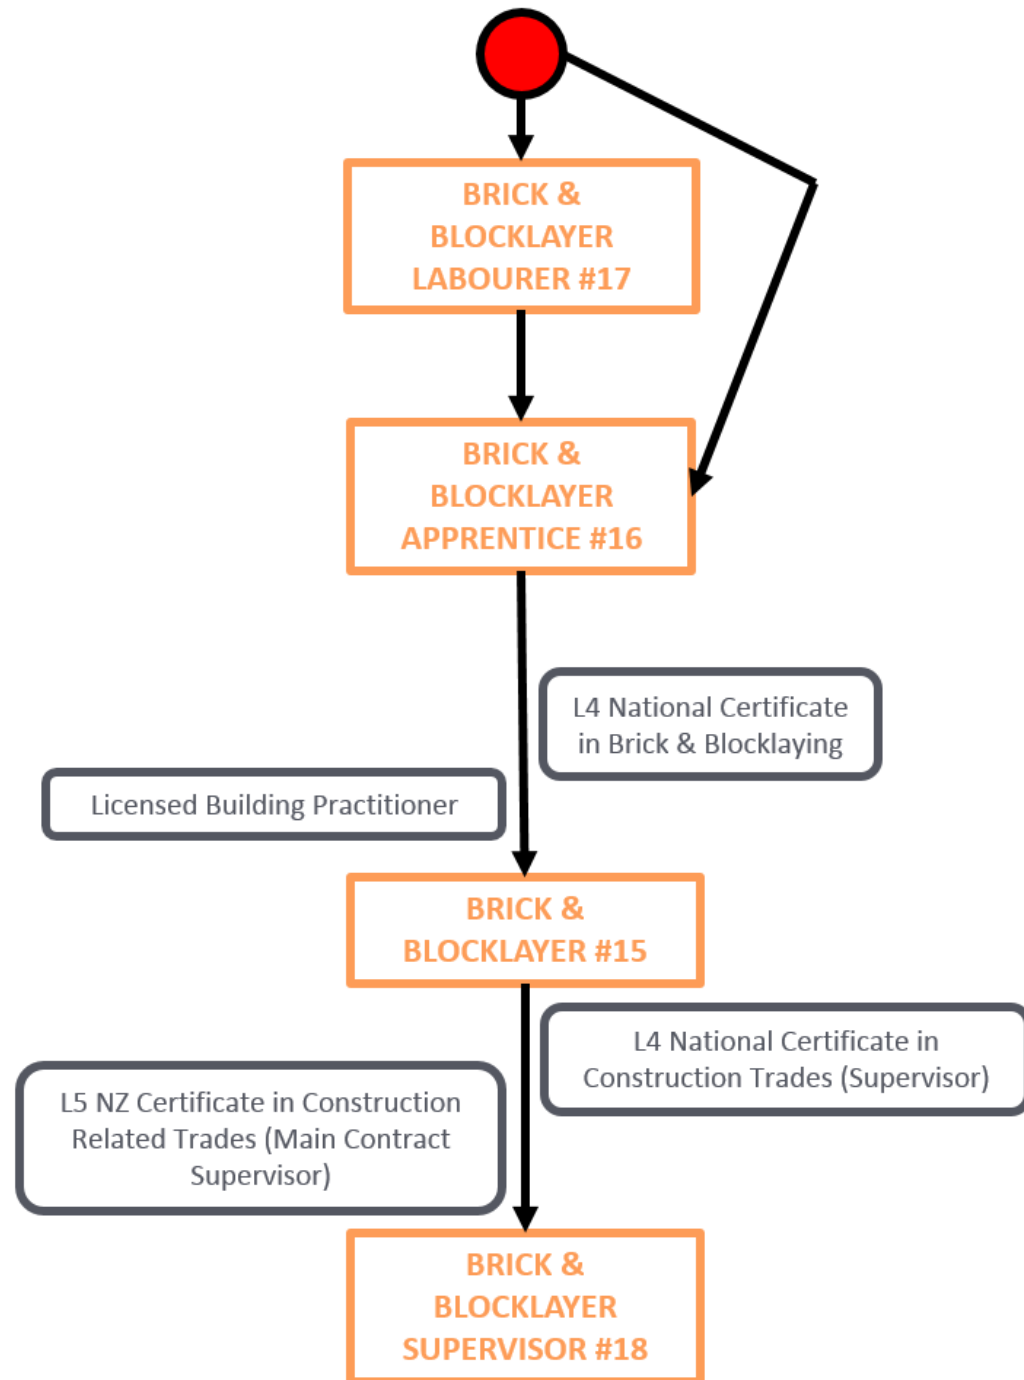 BRICK &
BLOCKLAYER
LABOURER #17
BRICK &
BLOCKLAYER
APPRENTICE #16
L4 National Certificate
in Brick & Blocklaying
Licensed Building Practitioner
BRICK &
BLOCKLAYER #15
L4 National Certificate in
Construction Trades (Supervisor)
L5 NZ Certificate in Construction
Related Trades (Main Contract
Supervisor)
BRICK &
BLOCKLAYER
SUPERVISOR #18